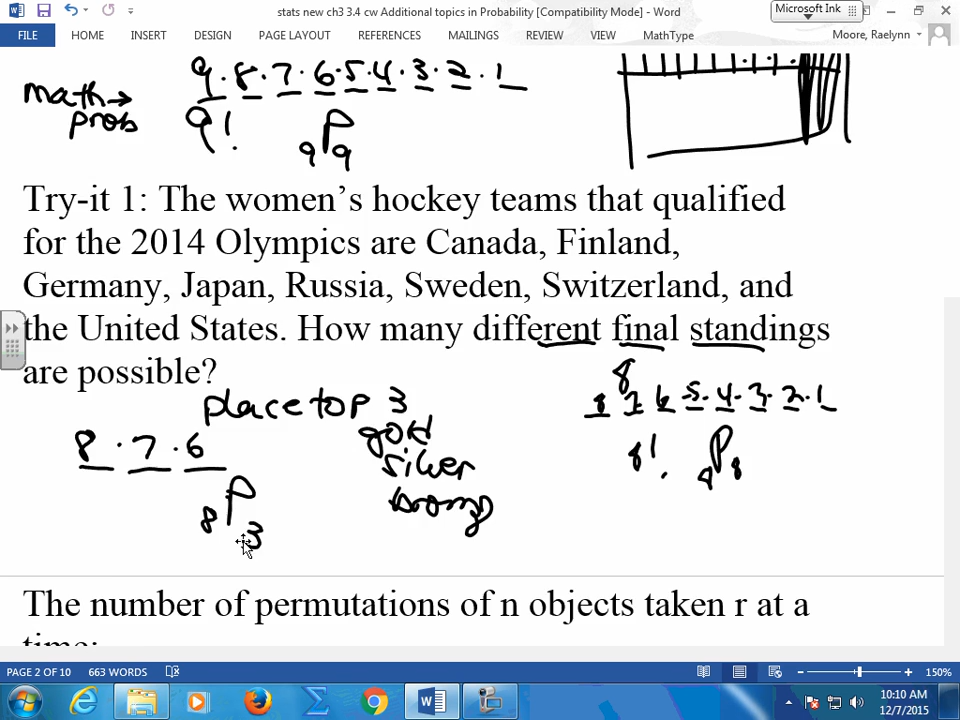 stats new ch3 3.4 cw Additional topics in Probability [Compatibility Mode] - Word
Microsoft Ink
FILE HOME INSERT DESIGN PAGE LAYOUT REFERENCES MAILINGS REVIEW VIEW MathType Moore, Raelynn
9 · 8 · 7 · 6 · 5 · 4 · 3 · 2 · 1
math →
prob
9! 9P9
Try-it 1: The women’s hockey teams that qualified
for the 2014 Olympics are Canada, Finland,
Germany, Japan, Russia, Sweden, Switzerland, and
the United States. How many different final standings
are possible?
place top 3
gold
silver
bronze
8 · 7 · 6
8P3
8
8 7 6 · 5 · 4 · 3 · 2 · 1
8!
The number of permutations of n objects taken r at a
time:
PAGE 2 OF 10 663 WORDS 150%
10:10 AM
12/7/2015